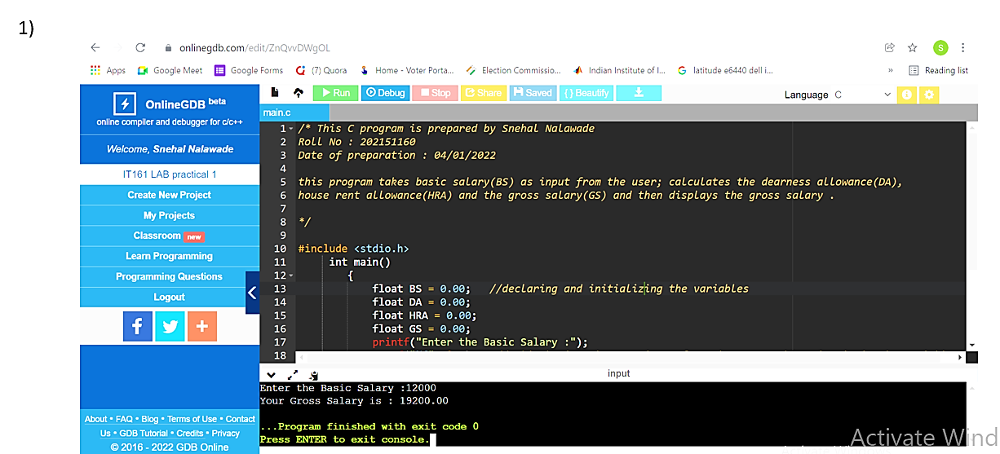 1)
onlinegdb.com/edit/ZnQvvDWgOL
S
Apps Google Meet Google Forms (7) Quora Home - Voter Porta... Election Commissio... Indian Institute of I... latitude e6440 dell i... » Reading list
OnlineGDB beta
online compiler and debugger for c/c++
Welcome, Snehal Nalawade
IT161 LAB practical 1
Create New Project
My Projects
Classroom new
Learn Programming
Programming Questions
Logout
About • FAQ • Blog • Terms of Use • Contact
Us • GDB Tutorial • Credits • Privacy
© 2016 - 2022 GDB Online
Run Debug Stop Share Saved { } Beautify
Language C
main.c
1 /* This C program is prepared by Snehal Nalawade
2 Roll No : 202151160
3 Date of preparation : 04/01/2022
4
5 this program takes basic salary(BS) as input from the user; calculates the dearness allowance(DA),
6 house rent allowance(HRA) and the gross salary(GS) and then displays the gross salary .
7
8 */
9
10 #include <stdio.h>
11 int main()
12 {
13 float BS = 0.00; //declaring and initializing the variables
14 float DA = 0.00;
15 float HRA = 0.00;
16 float GS = 0.00;
17 printf("Enter the Basic Salary :");
18
input
Enter the Basic Salary :12000
Your Gross Salary is : 19200.00
...Program finished with exit code 0
Press ENTER to exit console.
Activate Wind